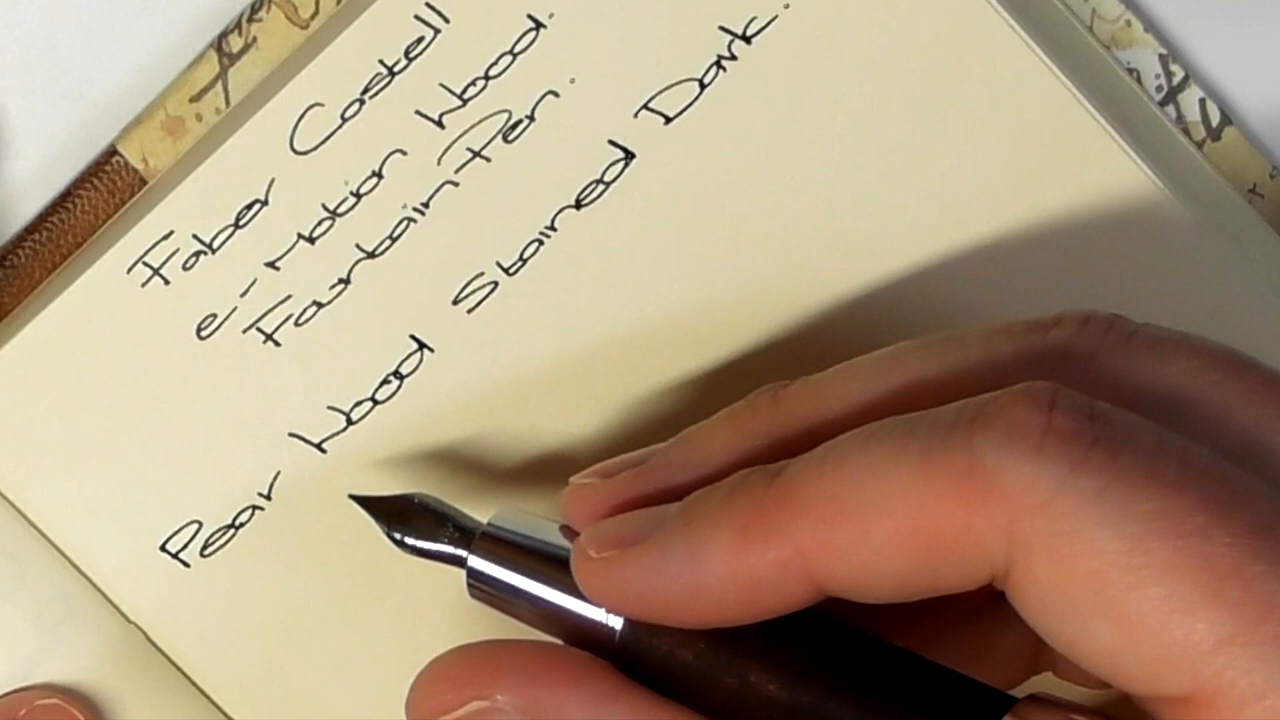 Faber Castell
e-Motion Wood.
Fountain Pen.
Pear Wood Stained Dark.